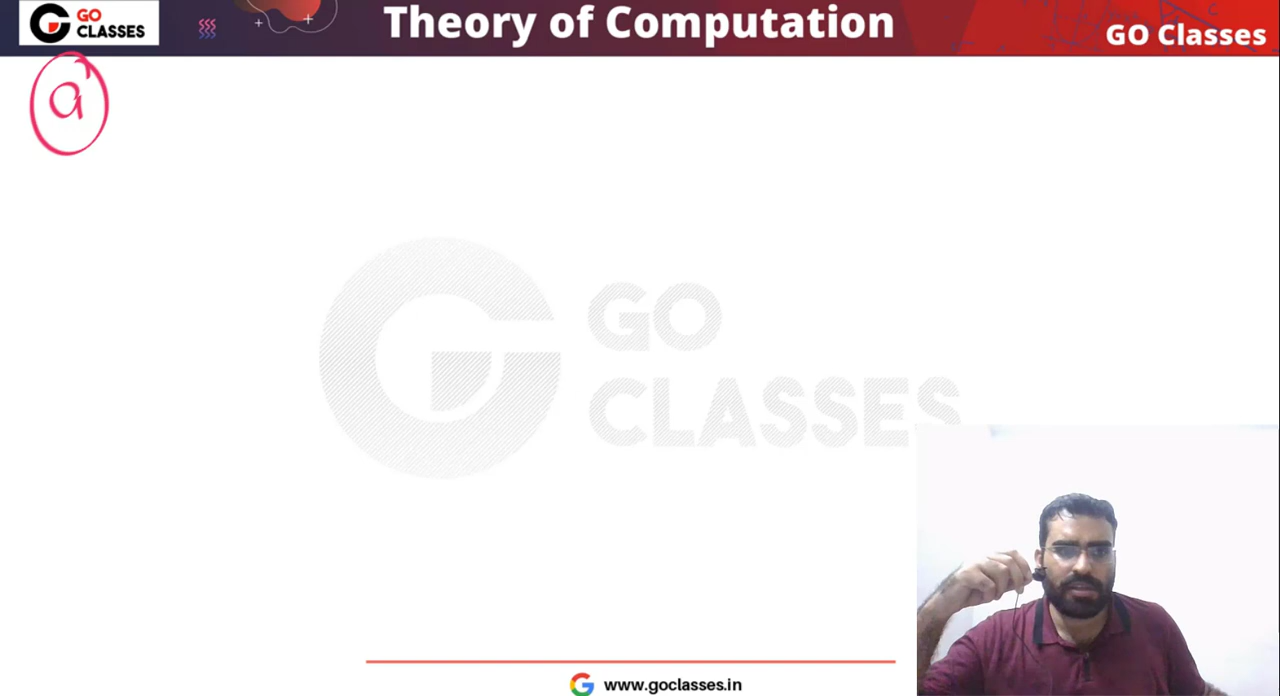 GO
CLASSES
Theory of Computation
GO Classes
a
GO
CLASSES
www.goclasses.in